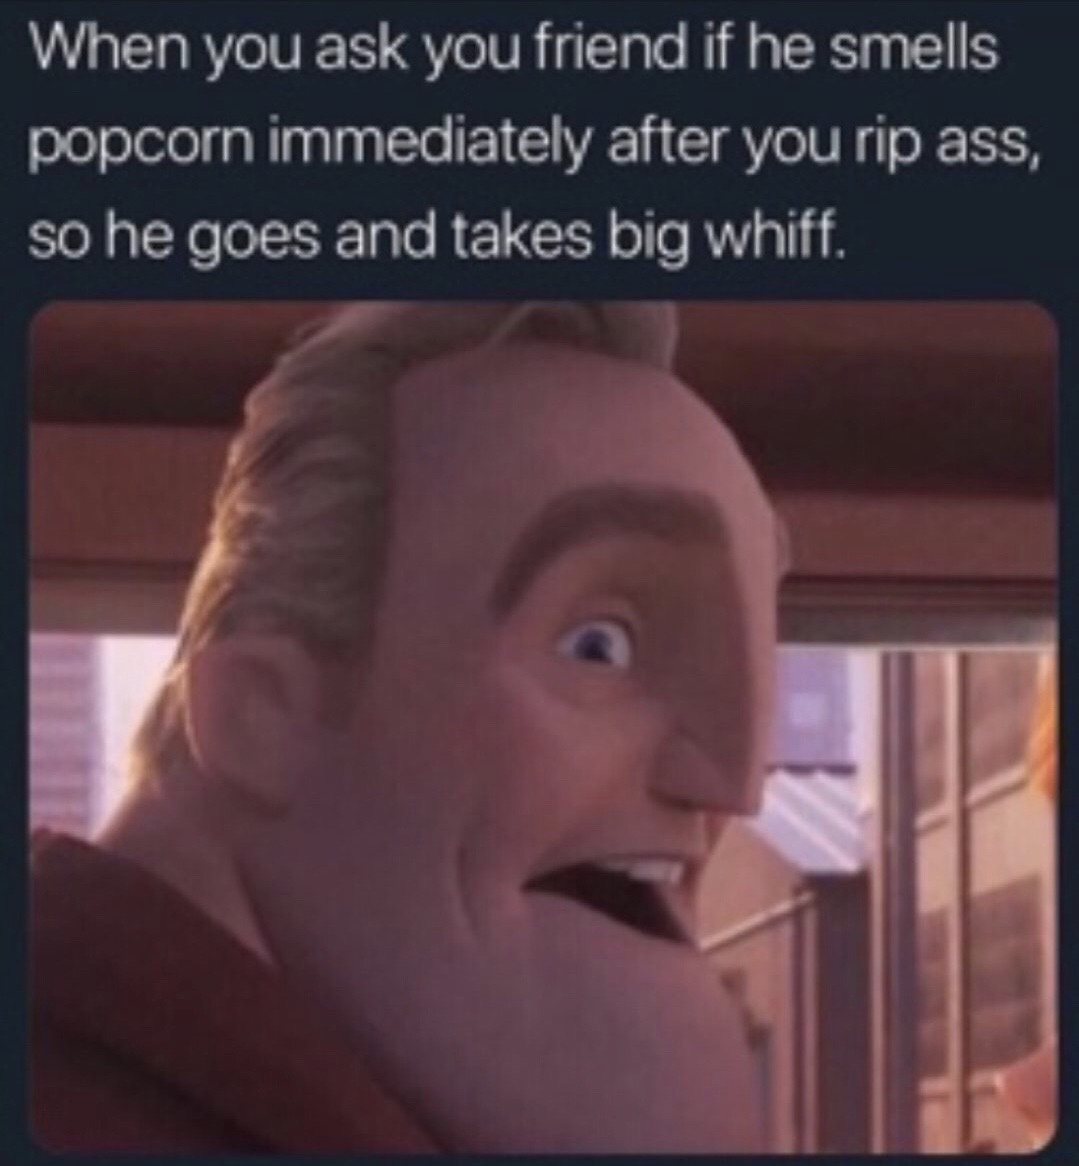 When you ask you friend if he smells
popcorn immediately after you rip ass,
so he goes and takes big whiff.